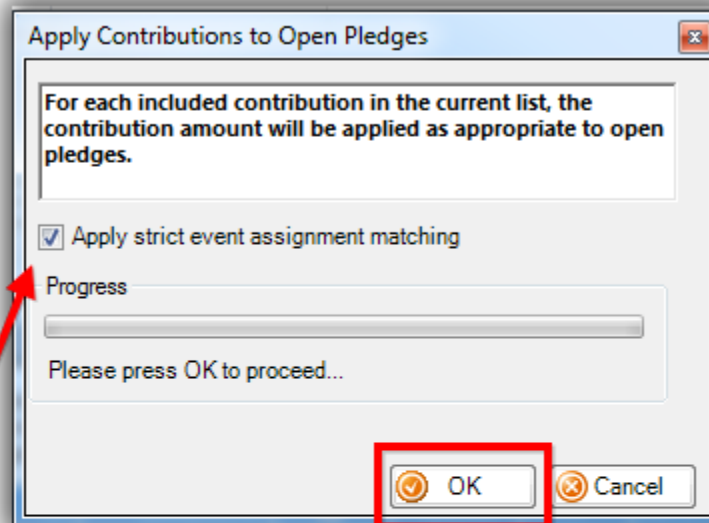 Apply Contributions to Open Pledges
For each included contribution in the current list, the
contribution amount will be applied as appropriate to open
pledges.
Apply strict event assignment matching
Progress
Please press OK to proceed...
OK
Cancel